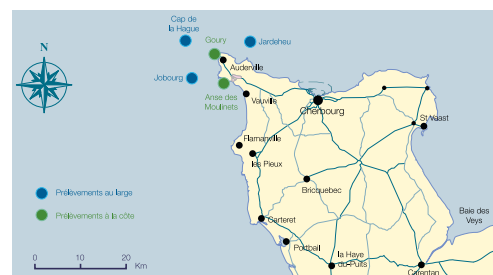 Cap de
la Hague
Goury
Jardeheu
N
Auderville
Jobourg
Anse des
Moulinets
Vauville
Cherbourg
St Vaast
Flamanville
les Pieux
Bricquebec
Prélèvements au large
Prélèvements à la côte
Carteret
Baie des
Veys
Portbail
la Haye
du-Puits
Carentan
0 10 20
Km